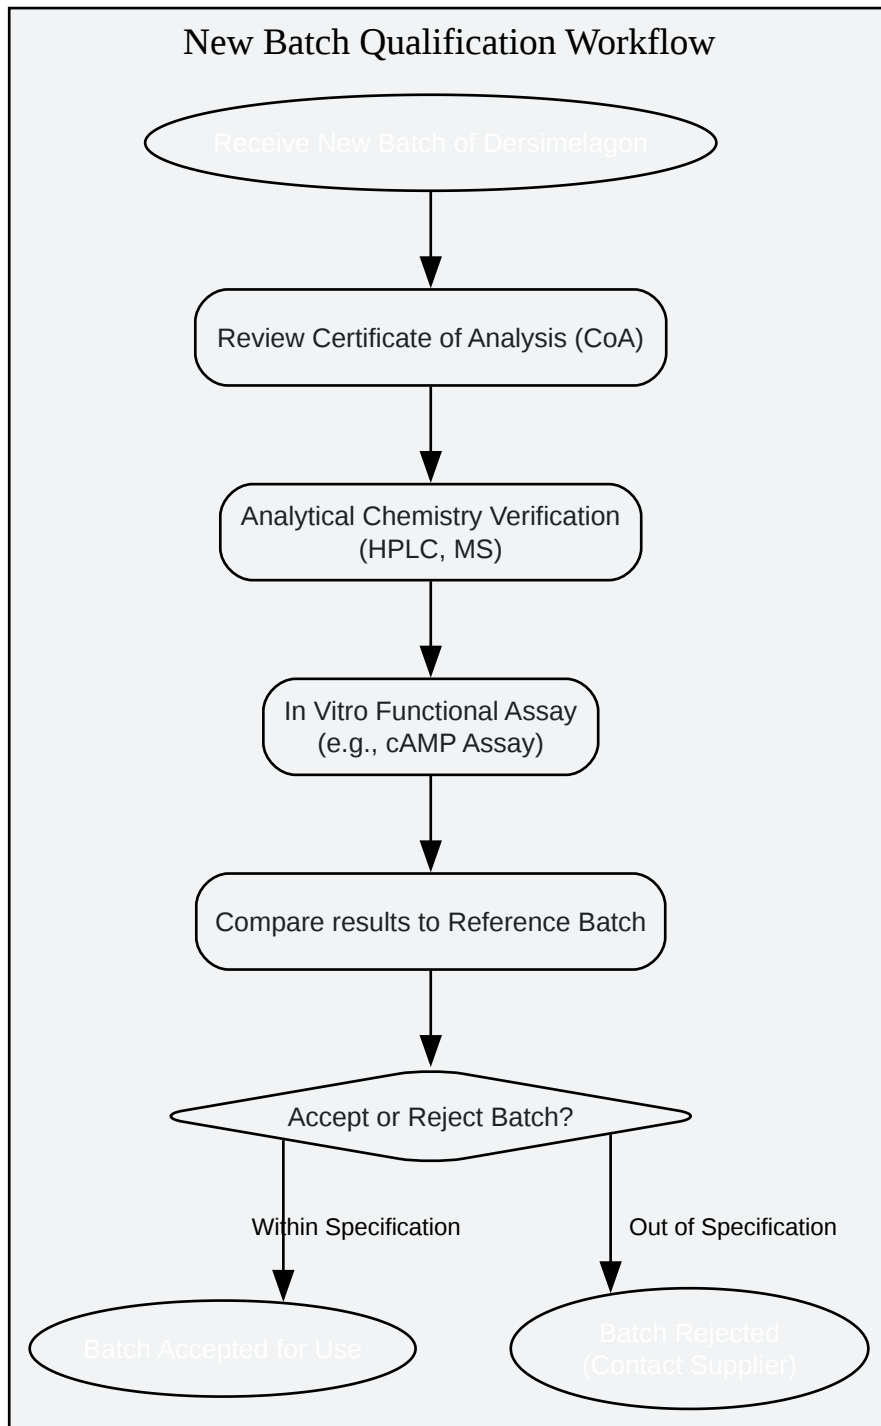 New Batch Qualification Workflow
Receive New Batch of Dersimelagon
Review Certificate of Analysis (CoA)
Analytical Chemistry Verification
(HPLC, MS)
In Vitro Functional Assay
(e.g., cAMP Assay)
Compare results to Reference Batch
Accept or Reject Batch?
Within Specification
Out of Specification
Batch Accepted for Use
Batch Rejected
(Contact Supplier)